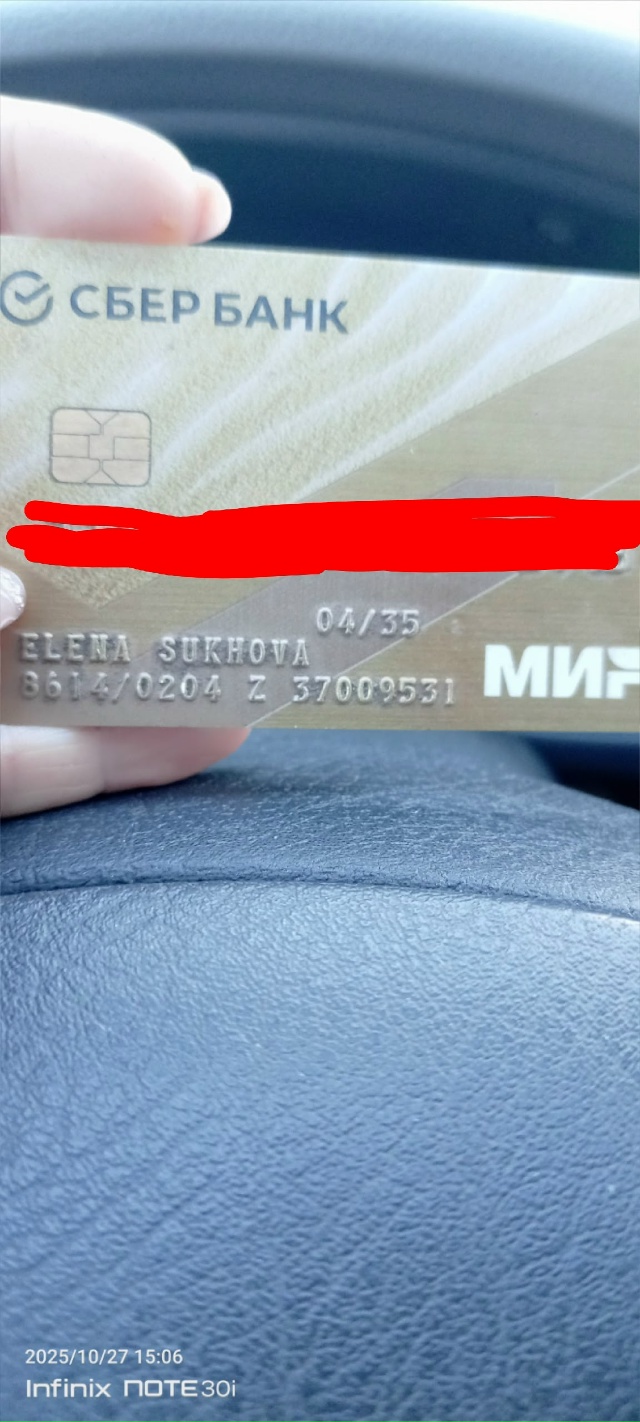 СБЕР БАНК
04/35
ELENA SUKHOVA
8614/0204 Z 37009531
МИР
2025/10/27 15:06
Infinix NOTE 30i